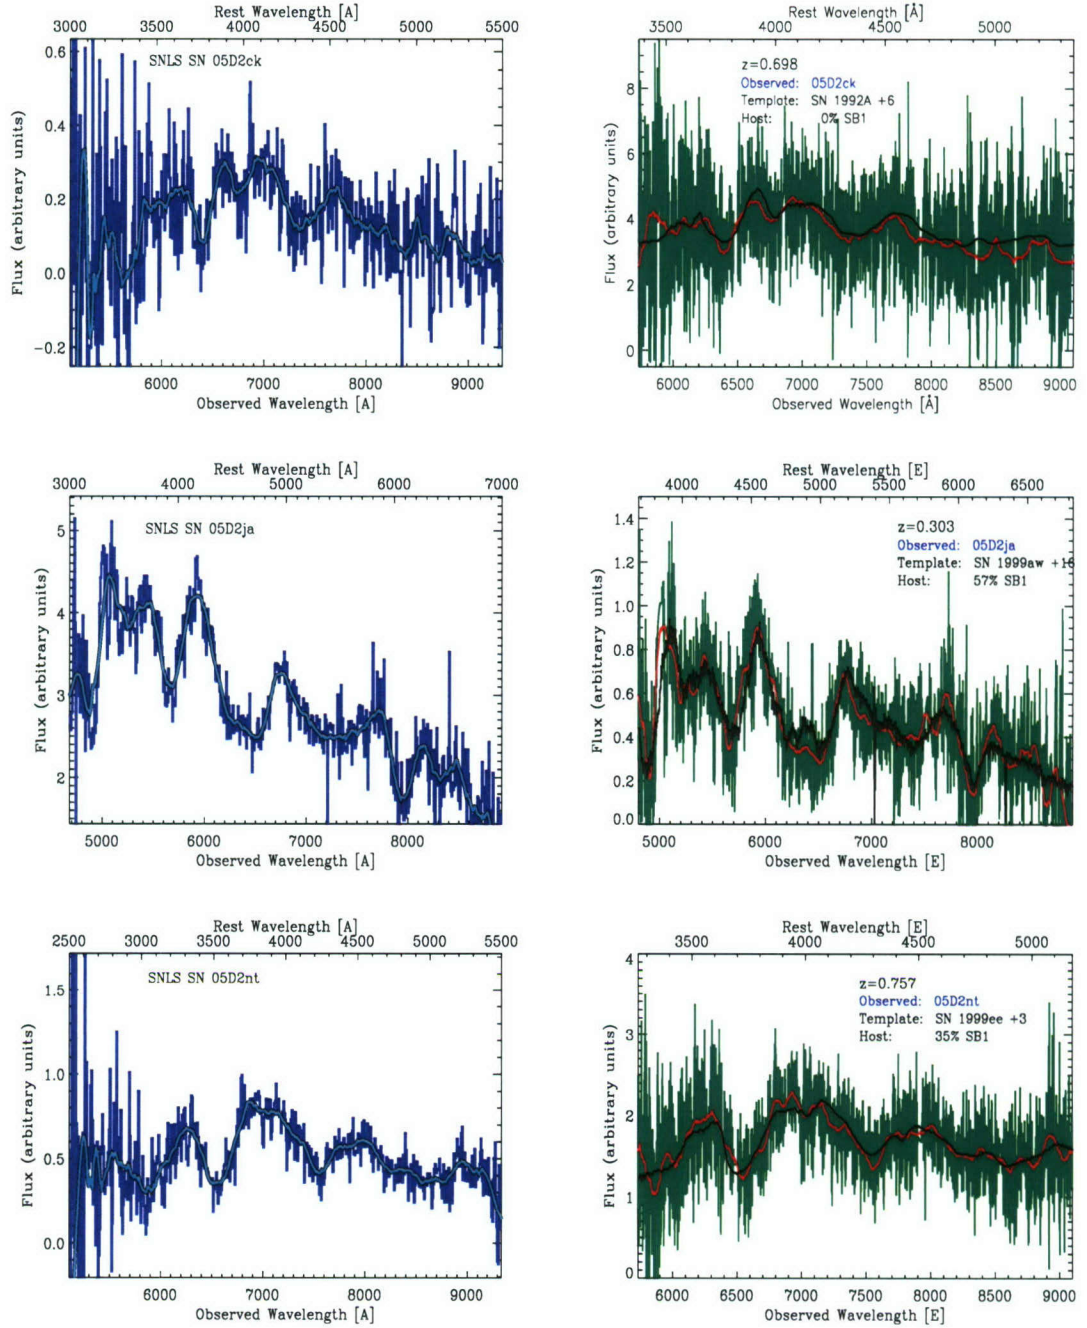 Rest Wavelength [A]
3000 3500 4000 4500 5000 5500
SNLS SN 05D2ck
Flux (arbitrary units)
0.6
0.4
0.2
0.0
-0.2
6000 7000 8000 9000
Observed Wavelength [A]
Rest Wavelength [Å]
3500 4000 4500 5000
z=0.698
Observed: 05D2ck
Template: SN 1992A +6
Host: 0% SB1
Flux (arbitrary units)
8
6
4
2
0
6000 6500 7000 7500 8000 8500 9000
Observed Wavelength [Å]
Rest Wavelength [A]
3000 4000 5000 6000 7000
SNLS SN 05D2ja
Flux (arbitrary units)
5
4
3
2
5000 6000 7000 8000
Observed Wavelength [A]
Rest Wavelength [E]
4000 4500 5000 5500 6000 6500
z=0.303
Observed: 05D2ja
Template: SN 1999aw +16
Host: 57% SB1
Flux (arbitrary units)
1.4
1.2
1.0
0.8
0.6
0.4
0.2
0.0
5000 6000 7000 8000
Observed Wavelength [E]
Rest Wavelength [A]
2500 3000 3500 4000 4500 5000 5500
SNLS SN 05D2nt
Flux (arbitrary units)
1.5
1.0
0.5
0.0
6000 7000 8000 9000
Observed Wavelength [A]
Rest Wavelength [E]
3500 4000 4500 5000
z=0.757
Observed: 05D2nt
Template: SN 1999ee +3
Host: 35% SB1
Flux (arbitrary units)
4
3
2
1
0
6000 6500 7000 7500 8000 8500 9000
Observed Wavelength [E]